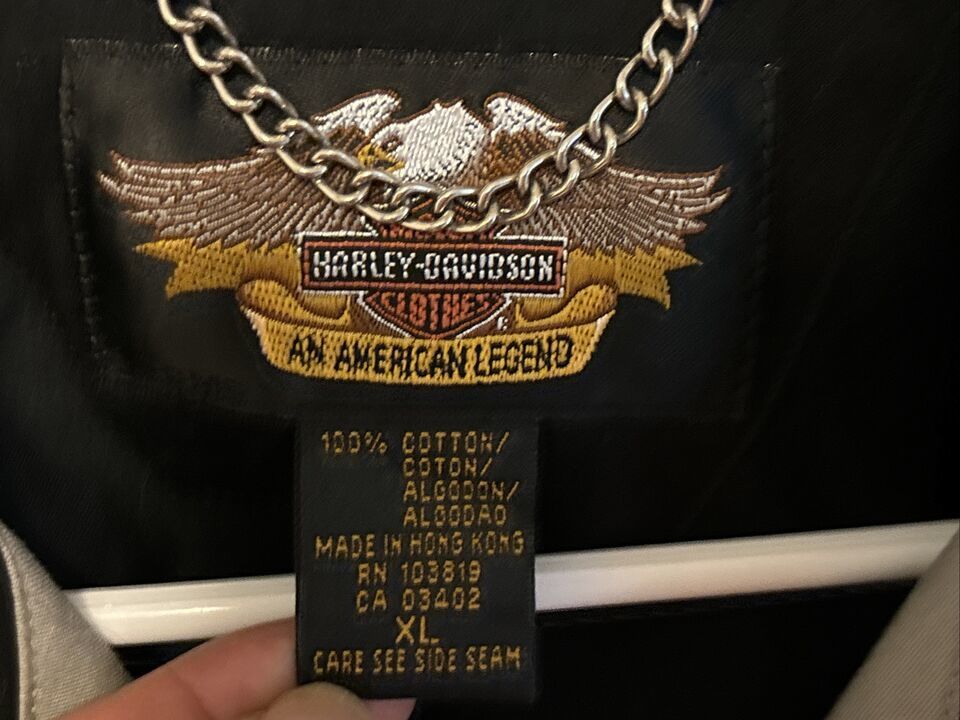 HARLEY-DAVIDSON
CLOTHES
®
AN AMERICAN LEGEND
100% COTTON/
COTON/
ALGODON/
ALGODAO
MADE IN HONG KONG
RN 103819
CA 03402
XL
CARE SEE SIDE SEAM